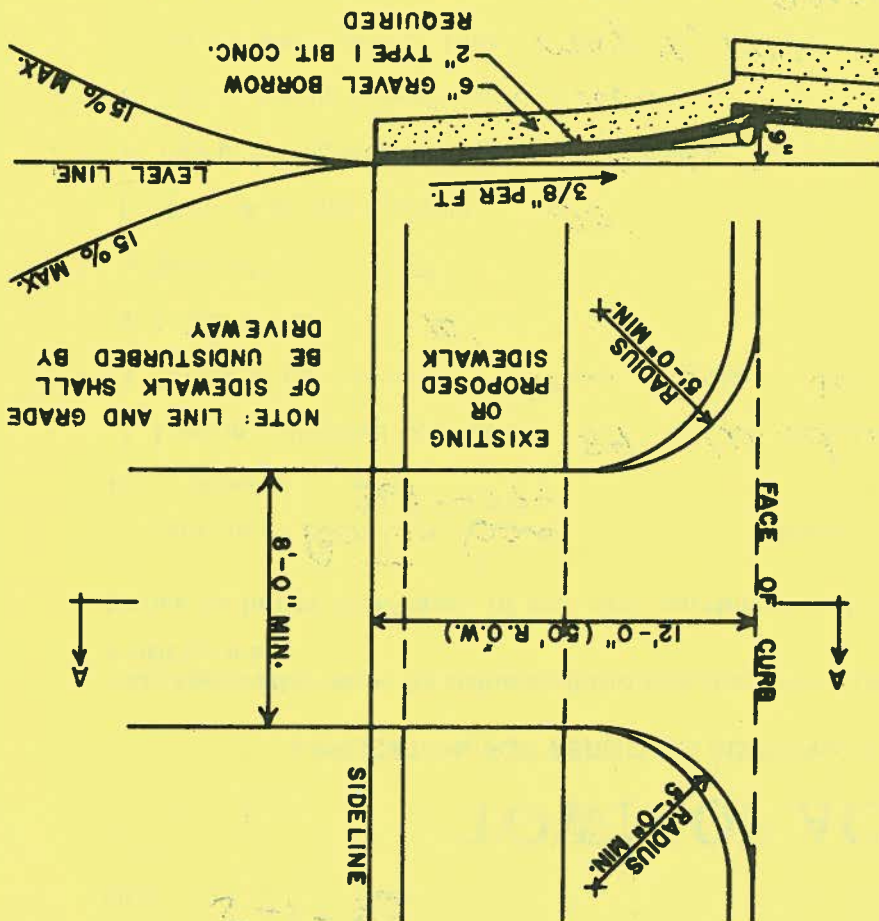 RADIUS
5'-0" MIN.
SIDELINE
A
A
12'-0" (50' R.O.W.)
FACE OF CURB
8'-0" MIN.
EXISTING
OR
PROPOSED
SIDEWALK
NOTE: LINE AND GRADE
OF SIDEWALK SHALL
BE UNDISTURBED BY
DRIVEWAY
RADIUS
5'-0" MIN.
15% MAX.
3/8" PER FT.
LEVEL LINE
6"
15% MAX.
6" GRAVEL BORROW
2" TYPE I BIT. CONC.
REQUIRED